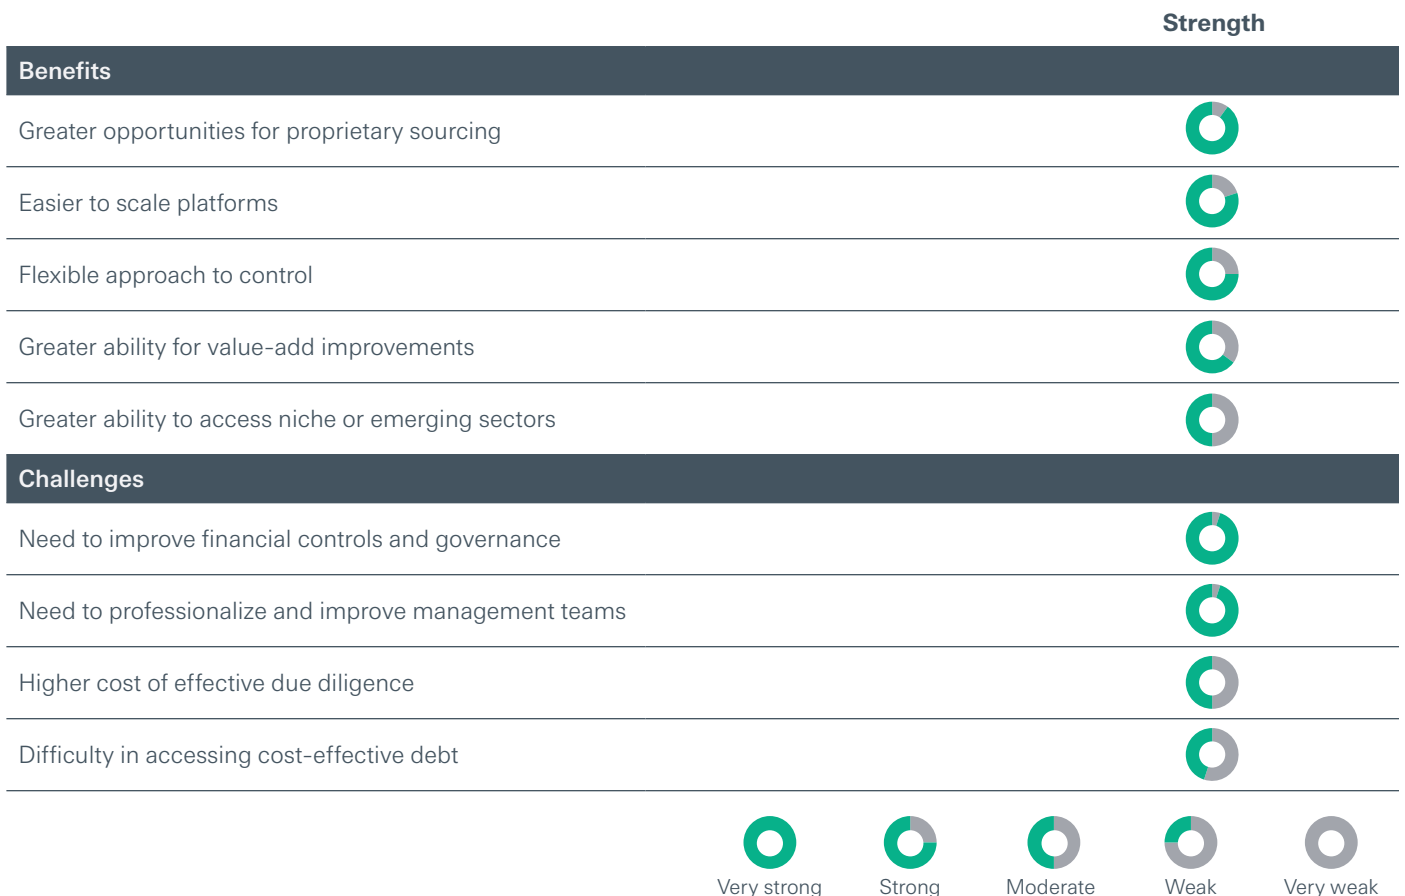 Strength
Benefits
Greater opportunities for proprietary sourcing
Easier to scale platforms
Flexible approach to control
Greater ability for value-add improvements
Greater ability to access niche or emerging sectors
Challenges
Need to improve financial controls and governance
Need to professionalize and improve management teams
Higher cost of effective due diligence
Difficulty in accessing cost-effective debt
Very strong Strong Moderate Weak Very weak